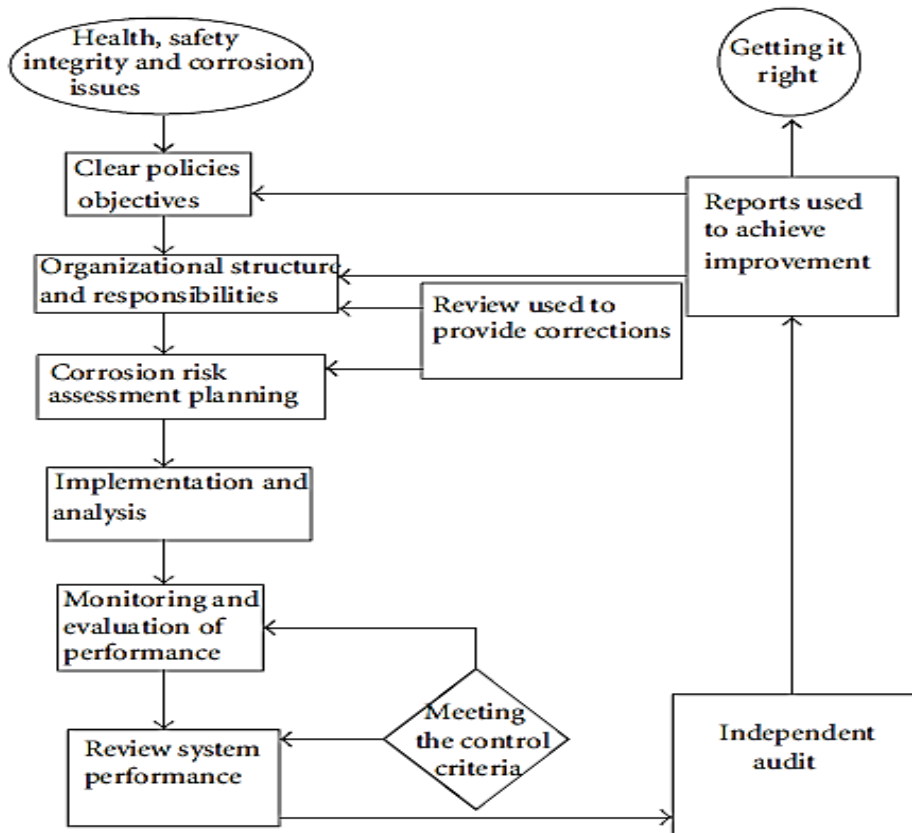 Health, safety
integrity and corrosion
issues
Getting it
right
Clear policies
objectives
Reports used
to achieve
improvement
Organizational structure
and responsibilities
Review used to
provide corrections
Corrosion risk
assessment planning
Implementation and
analysis
Monitoring and
evaluation of
performance
Meeting
the control
criteria
Review system
performance
Independent
audit